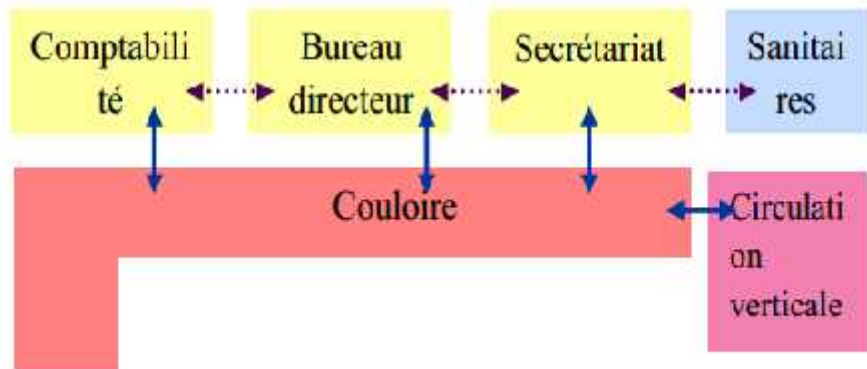 Comptabili
té
Bureau
directeur
Secrétariat
Sanitai
res
Couloire
Circulati
on
verticale